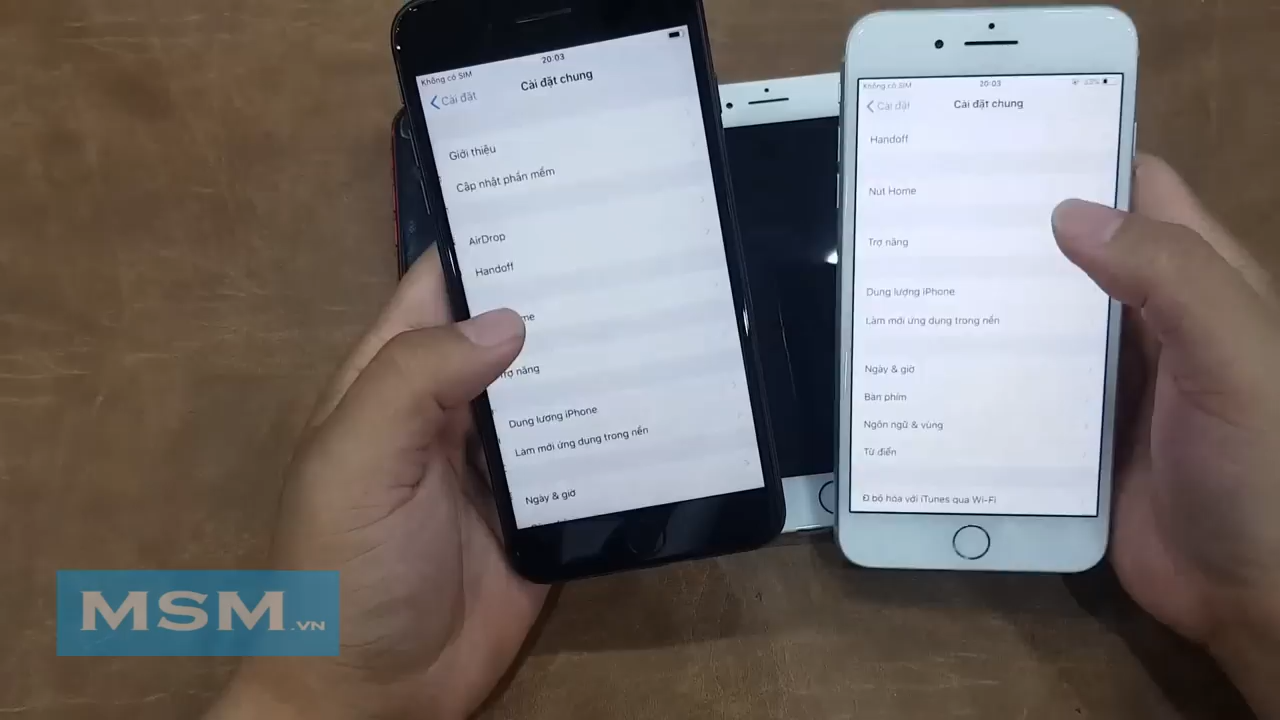 Không có SIM
20:03
Cài đặt
Cài đặt chung
Giới thiệu
Cập nhật phần mềm
AirDrop
Handoff
Trợ năng
Dung lượng iPhone
Làm mới ứng dụng trong nền
Ngày & giờ
Không có SIM
20:03
Cài đặt
Cài đặt chung
Handoff
Nút Home
Trợ năng
Dung lượng iPhone
Làm mới ứng dụng trong nền
Ngày & giờ
Bàn phím
Ngôn ngữ & vùng
Từ điển
bộ hóa với iTunes qua Wi-Fi
MSM.VN